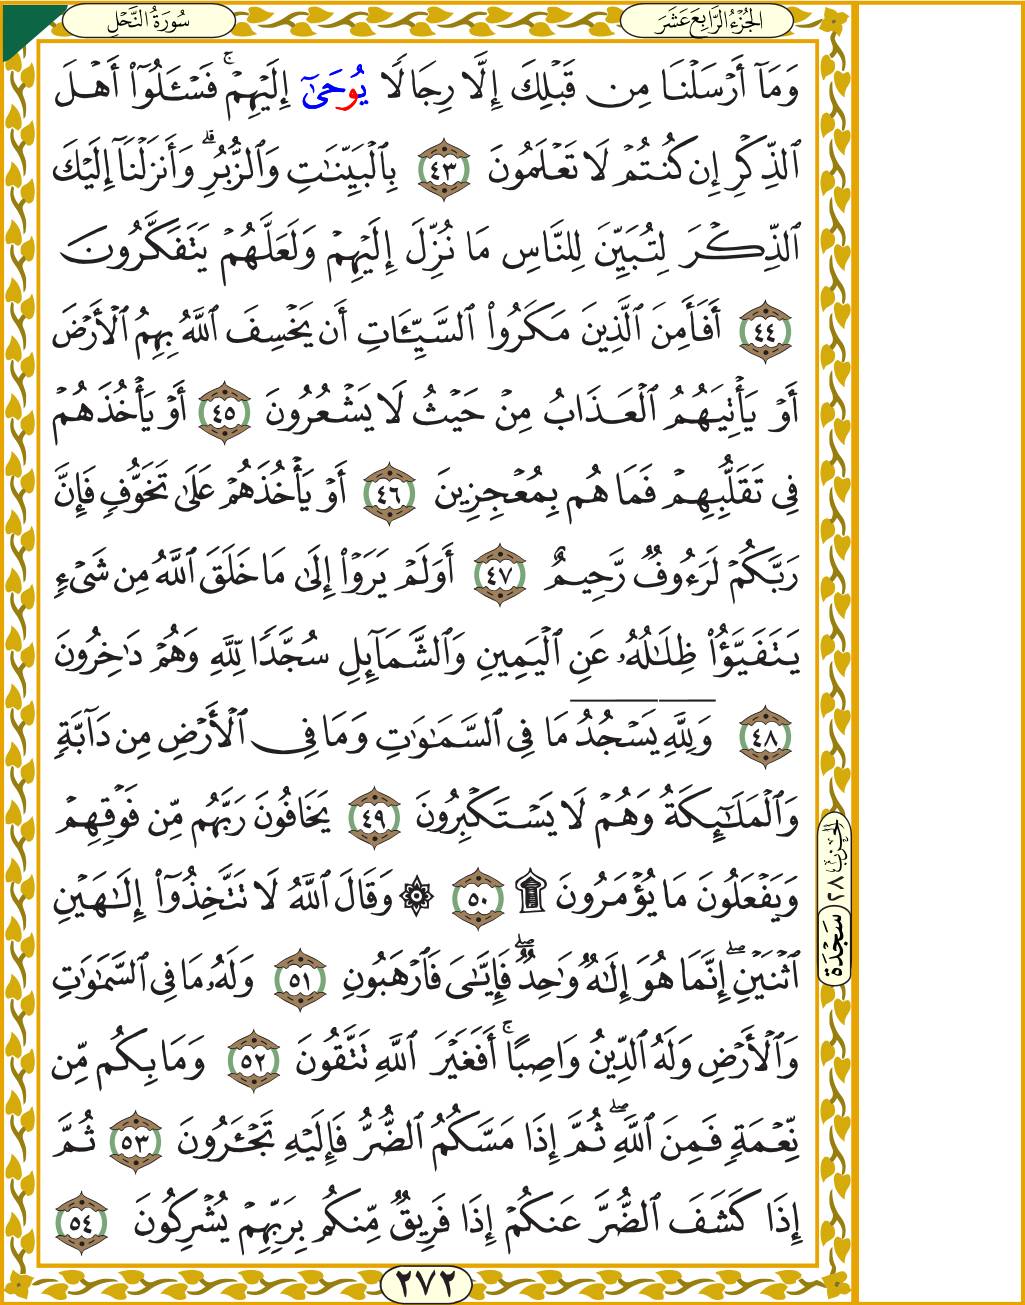 الجُزْءُ الرَّابِعَ عَشَرَ
سُورَةُ النَّحْلِ
وَمَآ أَرْسَلْنَا مِن قَبْلِكَ إِلَّا رِجَالًا يُوحَىٰٓ إِلَيْهِمْ ۚ فَسْـَٔلُوٓا۟ أَهْلَ
ٱلذِّكْرِ إِن كُنتُمْ لَا تَعْلَمُونَ ٤٣ بِٱلْبَيِّنَـٰتِ وَٱلزُّبُرِ ۗ وَأَنزَلْنَآ إِلَيْكَ
ٱلذِّكْرَ لِتُبَيِّنَ لِلنَّاسِ مَا نُزِّلَ إِلَيْهِمْ وَلَعَلَّهُمْ يَتَفَكَّرُونَ
٤٤ أَفَأَمِنَ ٱلَّذِينَ مَكَرُوا۟ ٱلسَّيِّـَٔاتِ أَن يَخْسِفَ ٱللَّهُ بِهِمُ ٱلْأَرْضَ
أَوْ يَأْتِيَهُمُ ٱلْعَذَابُ مِنْ حَيْثُ لَا يَشْعُرُونَ ٤٥ أَوْ يَأْخُذَهُمْ
فِى تَقَلُّبِهِمْ فَمَا هُم بِمُعْجِزِينَ ٤٦ أَوْ يَأْخُذَهُمْ عَلَىٰ تَخَوُّفٍ فَإِنَّ
رَبَّكُمْ لَرَءُوفٌ رَّحِيمٌ ٤٧ أَوَلَمْ يَرَوْا۟ إِلَىٰ مَا خَلَقَ ٱللَّهُ مِن شَىْءٍ
يَتَفَيَّؤُا۟ ظِلَـٰلُهُۥ عَنِ ٱلْيَمِينِ وَٱلشَّمَآئِلِ سُجَّدًا لِّلَّهِ وَهُمْ دَٰخِرُونَ
٤٨ وَلِلَّهِ يَسْجُدُ مَا فِى ٱلسَّمَـٰوَٰتِ وَمَا فِى ٱلْأَرْضِ مِن دَآبَّةٍ
وَٱلْمَلَـٰٓئِكَةُ وَهُمْ لَا يَسْتَكْبِرُونَ ٤٩ يَخَافُونَ رَبَّهُم مِّن فَوْقِهِمْ
وَيَفْعَلُونَ مَا يُؤْمَرُونَ ۩ ٥٠ ۞ وَقَالَ ٱللَّهُ لَا تَتَّخِذُوٓا۟ إِلَـٰهَيْنِ
ٱثْنَيْنِ ۖ إِنَّمَا هُوَ إِلَـٰهٌ وَٰحِدٌ ۖ فَإِيَّـٰىَ فَٱرْهَبُونِ ٥١ وَلَهُۥ مَا فِى ٱلسَّمَـٰوَٰتِ
وَٱلْأَرْضِ وَلَهُ ٱلدِّينُ وَاصِبًا ۚ أَفَغَيْرَ ٱللَّهِ تَتَّقُونَ ٥٢ وَمَا بِكُم مِّن
نِّعْمَةٍ فَمِنَ ٱللَّهِ ۖ ثُمَّ إِذَا مَسَّكُمُ ٱلضُّرُّ فَإِلَيْهِ تَجْـَٔرُونَ ٥٣ ثُمَّ
إِذَا كَشَفَ ٱلضُّرَّ عَنكُمْ إِذَا فَرِيقٌ مِّنكُم بِرَبِّهِمْ يُشْرِكُونَ ٥٤
الحِزْبُ ٢٨
سَجْدَة
٢٧٢